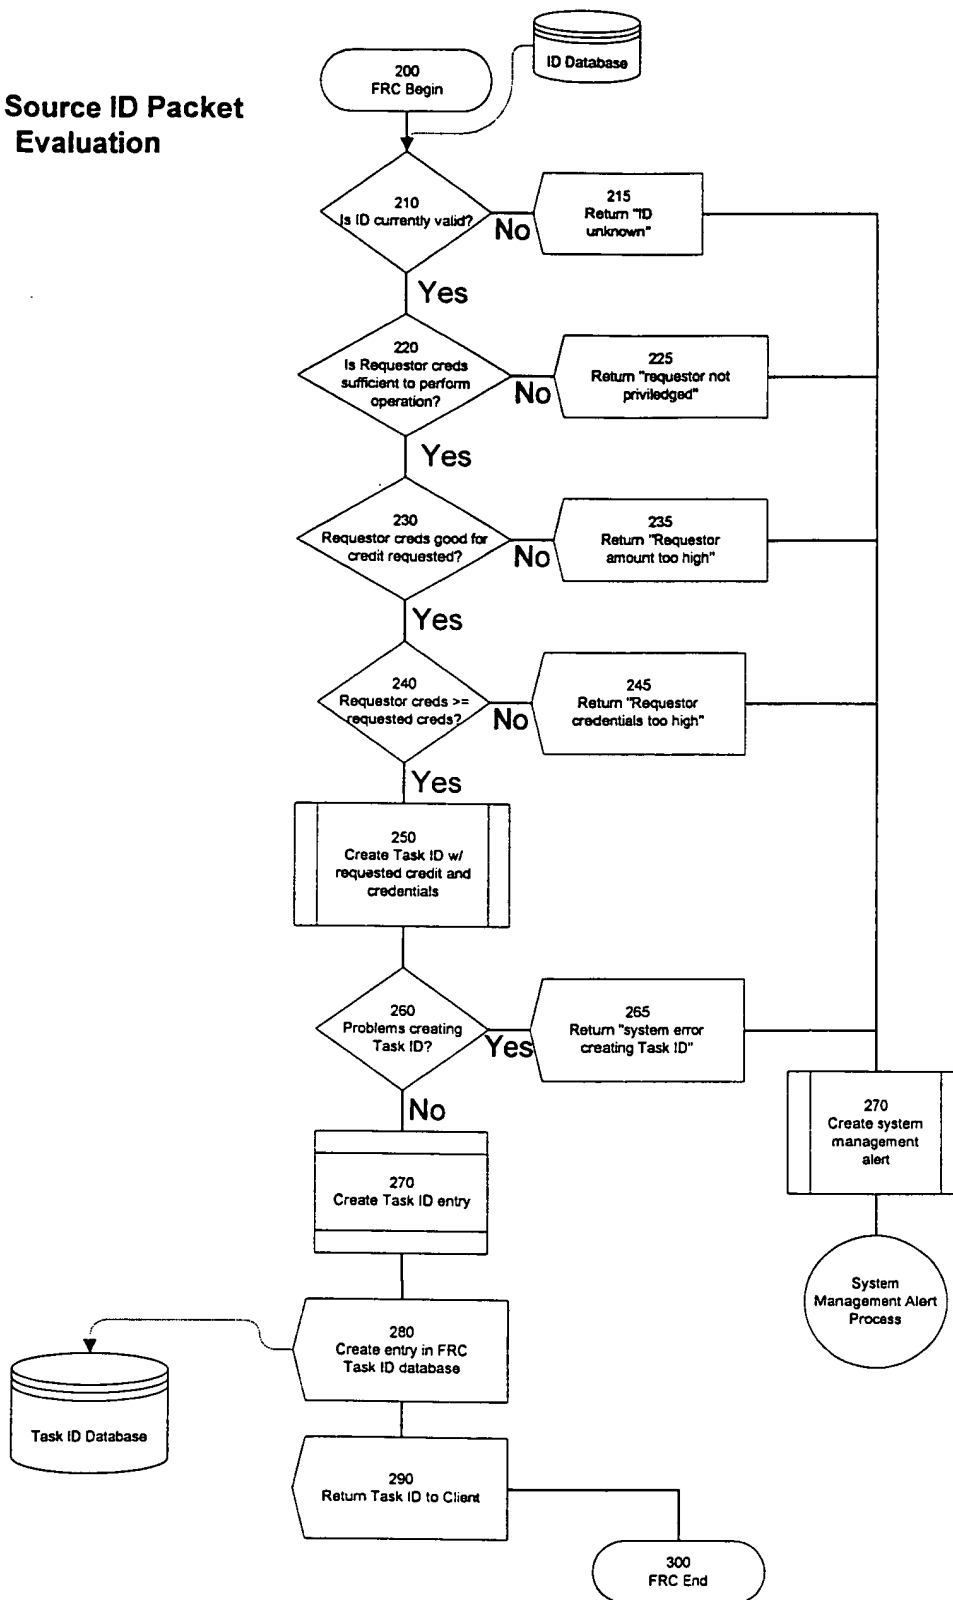 Source ID Packet
Evaluation
ID Database
200
FRC Begin
210
Is ID currently valid?
No
215
Return "ID
unknown"
Yes
220
Is Requestor creds
sufficient to perform
operation?
No
225
Return "requestor not
priviledged"
Yes
230
Requestor creds good for
credit requested?
No
235
Return "Requestor
amount too high"
Yes
240
Requestor creds >=
requested creds?
No
245
Return "Requestor
credentials too high"
Yes
250
Create Task ID w/
requested credit and
credentials
260
Problems creating
Task ID?
Yes
265
Return "system error
creating Task ID"
No
270
Create system
management
alert
270
Create Task ID entry
System
Management Alert
Process
280
Create entry in FRC
Task ID database
Task ID Database
290
Return Task ID to Client
300
FRC End